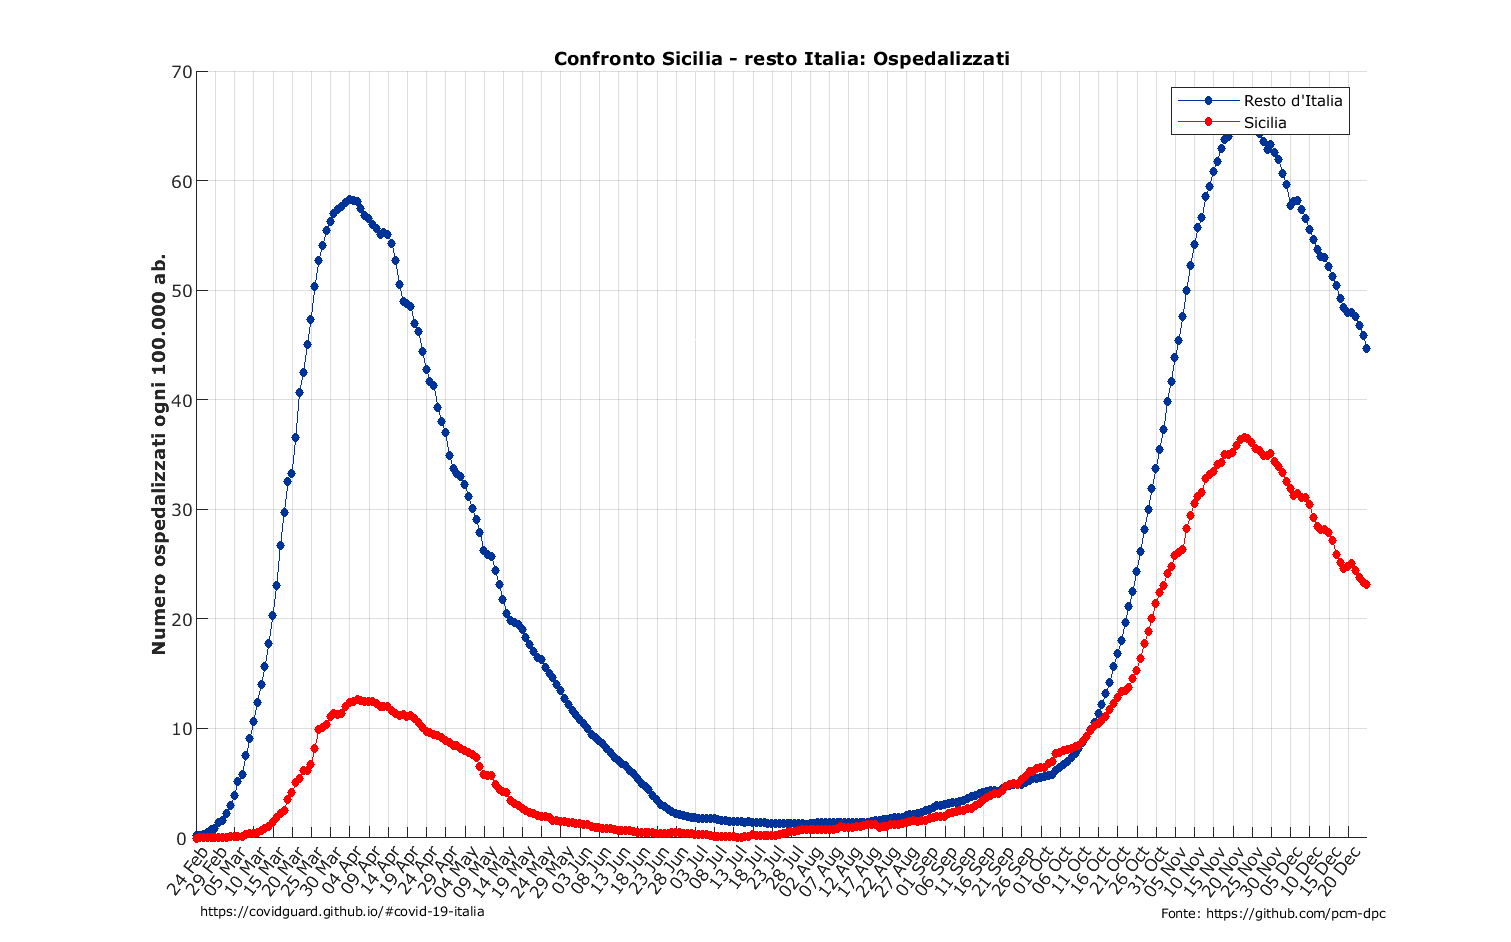 Confronto Sicilia - resto Italia: Ospedalizzati
70
60
50
40
30
20
10
0
Numero ospedalizzati ogni 100.000 ab.
Resto d'Italia
Sicilia
24 Feb
29 Feb
05 Mar
10 Mar
15 Mar
20 Mar
25 Mar
30 Mar
04 Apr
09 Apr
14 Apr
19 Apr
24 Apr
29 Apr
04 May
09 May
14 May
19 May
24 May
29 May
03 Jun
08 Jun
13 Jun
18 Jun
23 Jun
28 Jun
03 Jul
08 Jul
13 Jul
18 Jul
23 Jul
28 Jul
02 Aug
07 Aug
12 Aug
17 Aug
22 Aug
27 Aug
01 Sep
06 Sep
11 Sep
16 Sep
21 Sep
26 Sep
01 Oct
06 Oct
11 Oct
16 Oct
21 Oct
26 Oct
31 Oct
05 Nov
10 Nov
15 Nov
20 Nov
25 Nov
30 Nov
05 Dec
10 Dec
15 Dec
20 Dec
https://covidguard.github.io/#covid-19-italia
Fonte: https://github.com/pcm-dpc